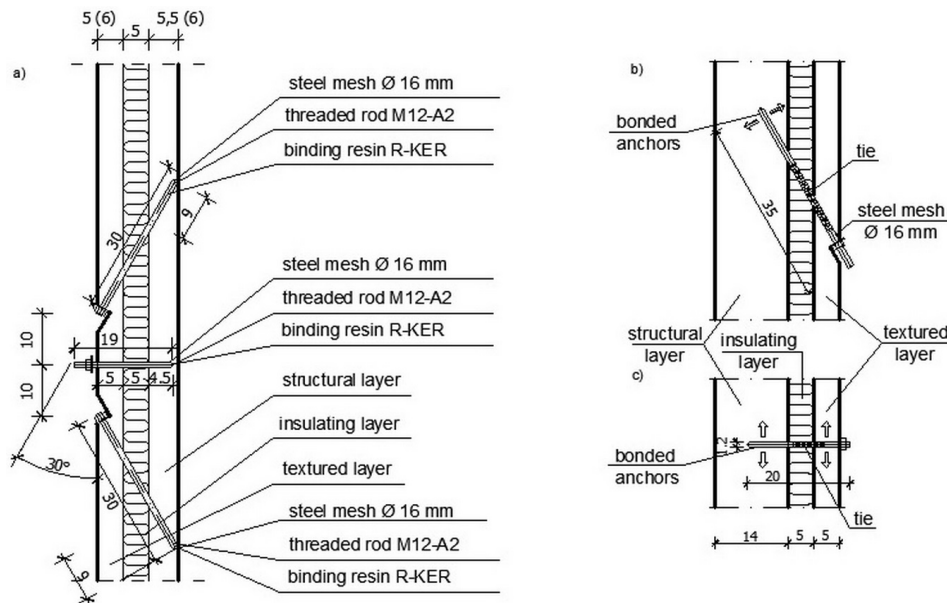 5 (6) 5 5,5 (6)
a)
steel mesh Ø 16 mm
threaded rod M12-A2
binding resin R-KER
30
9
steel mesh Ø 16 mm
threaded rod M12-A2
binding resin R-KER
10
19
5 5 4.5
10
structural layer
insulating layer
30°
30
textured layer
steel mesh Ø 16 mm
threaded rod M12-A2
binding resin R-KER
9
b)
bonded
anchors
tie
35
steel mesh
Ø 16 mm
structural
layer
insulating
layer
textured
layer
c)
1.2
bonded
anchors
20
tie
14 5 5